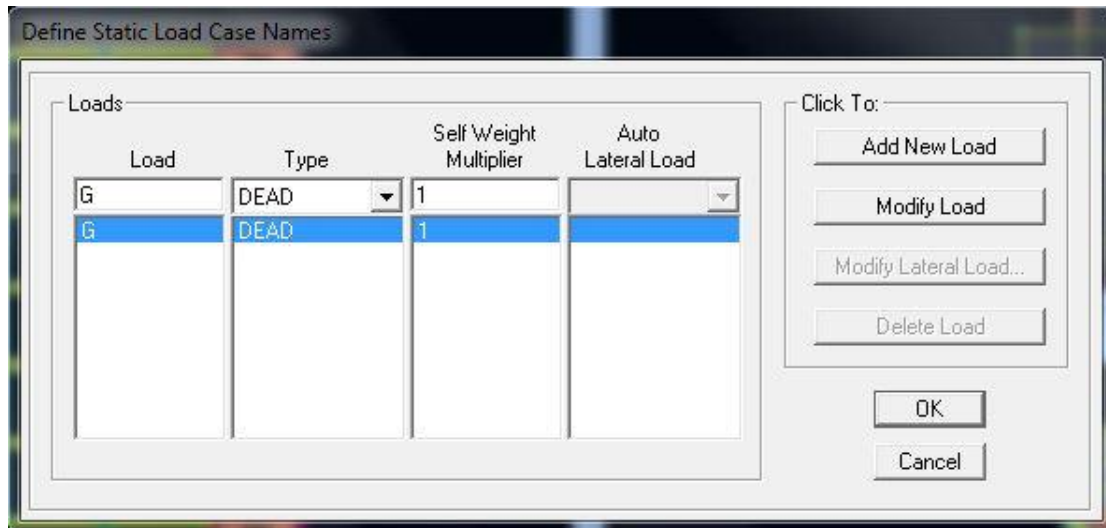 Define Static Load Case Names
Loads
Click To:
Load
Type
Self Weight
Multiplier
Auto
Lateral Load
G
DEAD
1
G
DEAD
1
Add New Load
Modify Load
Modify Lateral Load...
Delete Load
OK
Cancel